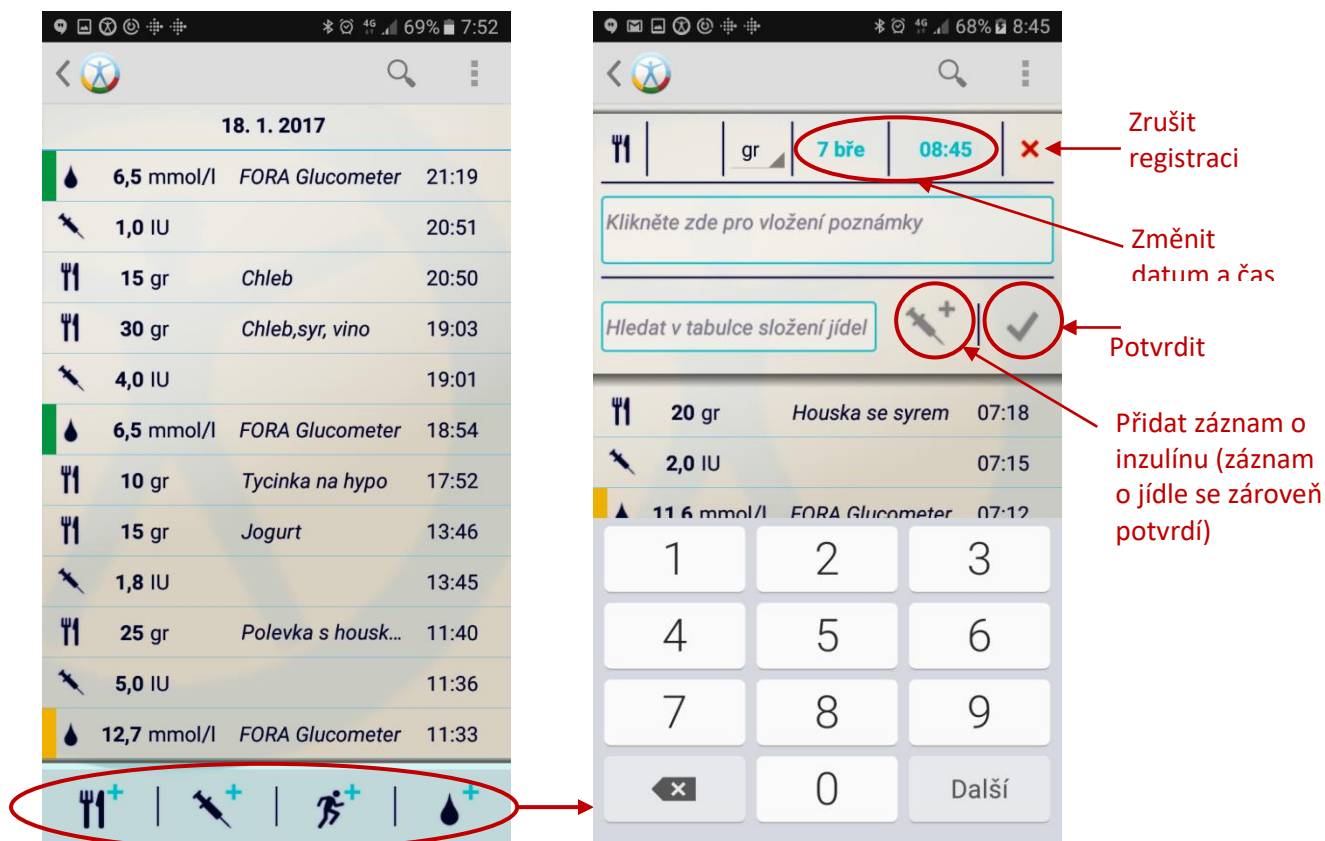 4G 69% 7:52
18. 1. 2017
6,5 mmol/l FORA Glucometer 21:19
1,0 IU 20:51
15 gr Chleb 20:50
30 gr Chleb,syr, vino 19:03
4,0 IU 19:01
6,5 mmol/l FORA Glucometer 18:54
10 gr Tycinka na hypo 17:52
15 gr Jogurt 13:46
1,8 IU 13:45
25 gr Polevka s housk... 11:40
5,0 IU 11:36
12,7 mmol/l FORA Glucometer 11:33
4G 68% 8:45
gr 7 bře 08:45
Klikněte zde pro vložení poznámky
Hledat v tabulce složení jídel
20 gr Houska se syrem 07:18
2,0 IU 07:15
11,6 mmol/l FORA Glucometer 07:12
1 2 3
4 5 6
7 8 9
0 Další
Zrušit
registraci
Změnit
datum a čas
Potvrdit
Přidat záznam o
inzulínu (záznam
o jídle se zároveň
potvrdí)